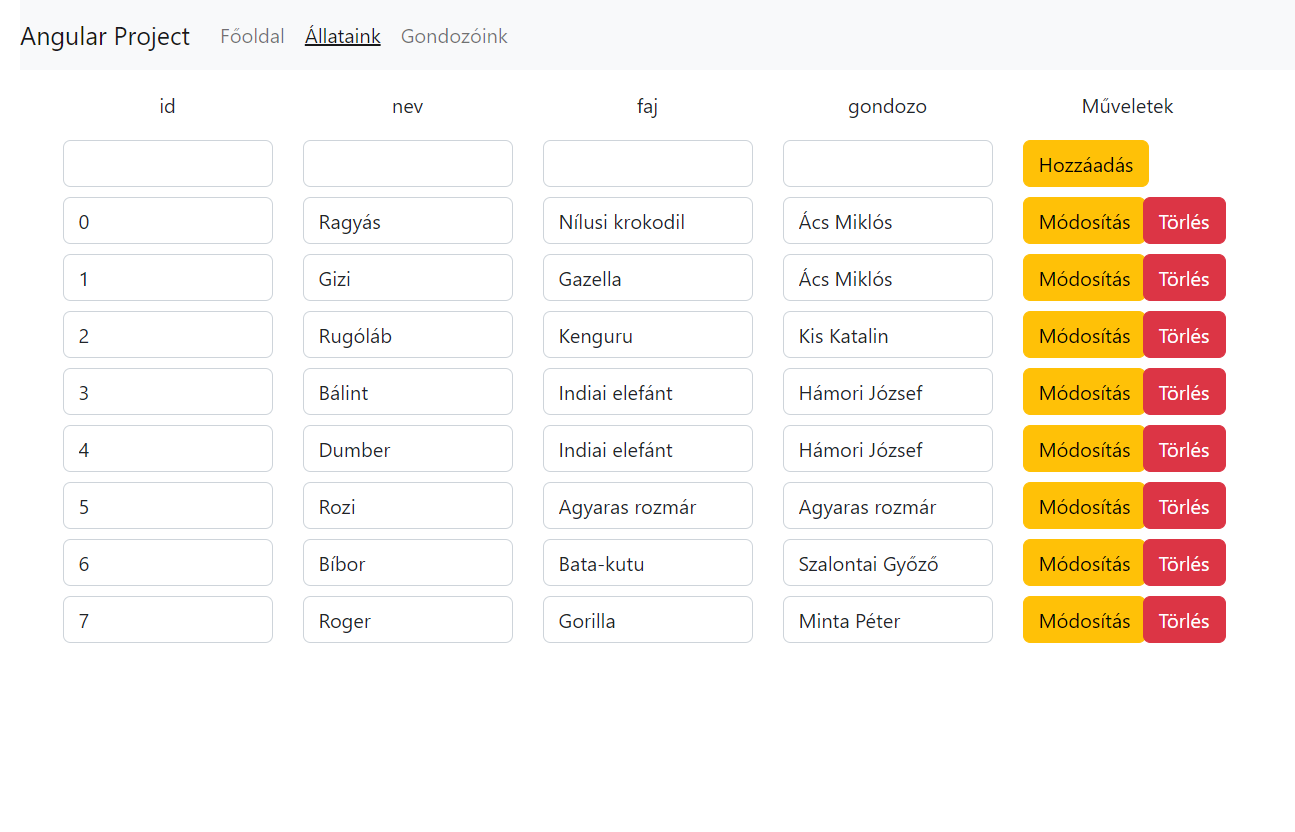 Angular Project Főoldal Állataink Gondozóink
id nev faj gondozo Műveletek
Hozzáadás
0 Ragyás Nílusi krokodil Ács Miklós Módosítás Törlés
1 Gizi Gazella Ács Miklós Módosítás Törlés
2 Rugóláb Kenguru Kis Katalin Módosítás Törlés
3 Bálint Indiai elefánt Hámori József Módosítás Törlés
4 Dumber Indiai elefánt Hámori József Módosítás Törlés
5 Rozi Agyaras rozmár Agyaras rozmár Módosítás Törlés
6 Bíbor Bata-kutu Szalontai Győző Módosítás Törlés
7 Roger Gorilla Minta Péter Módosítás Törlés